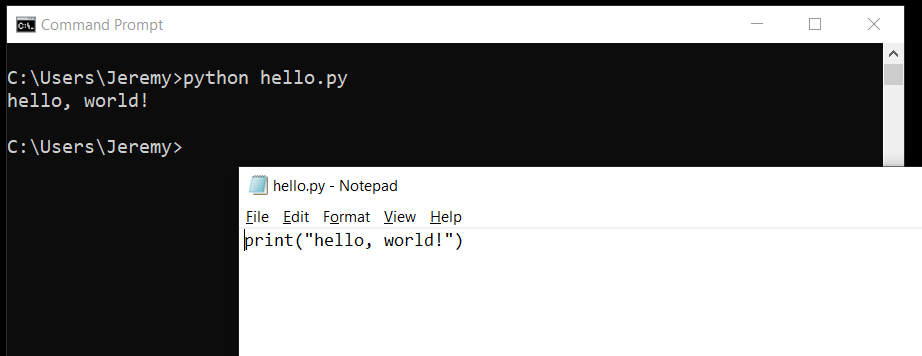 Command Prompt
C:\Users\Jeremy>python hello.py
hello, world!
C:\Users\Jeremy>
hello.py - Notepad
File Edit Format View Help
print("hello, world!")